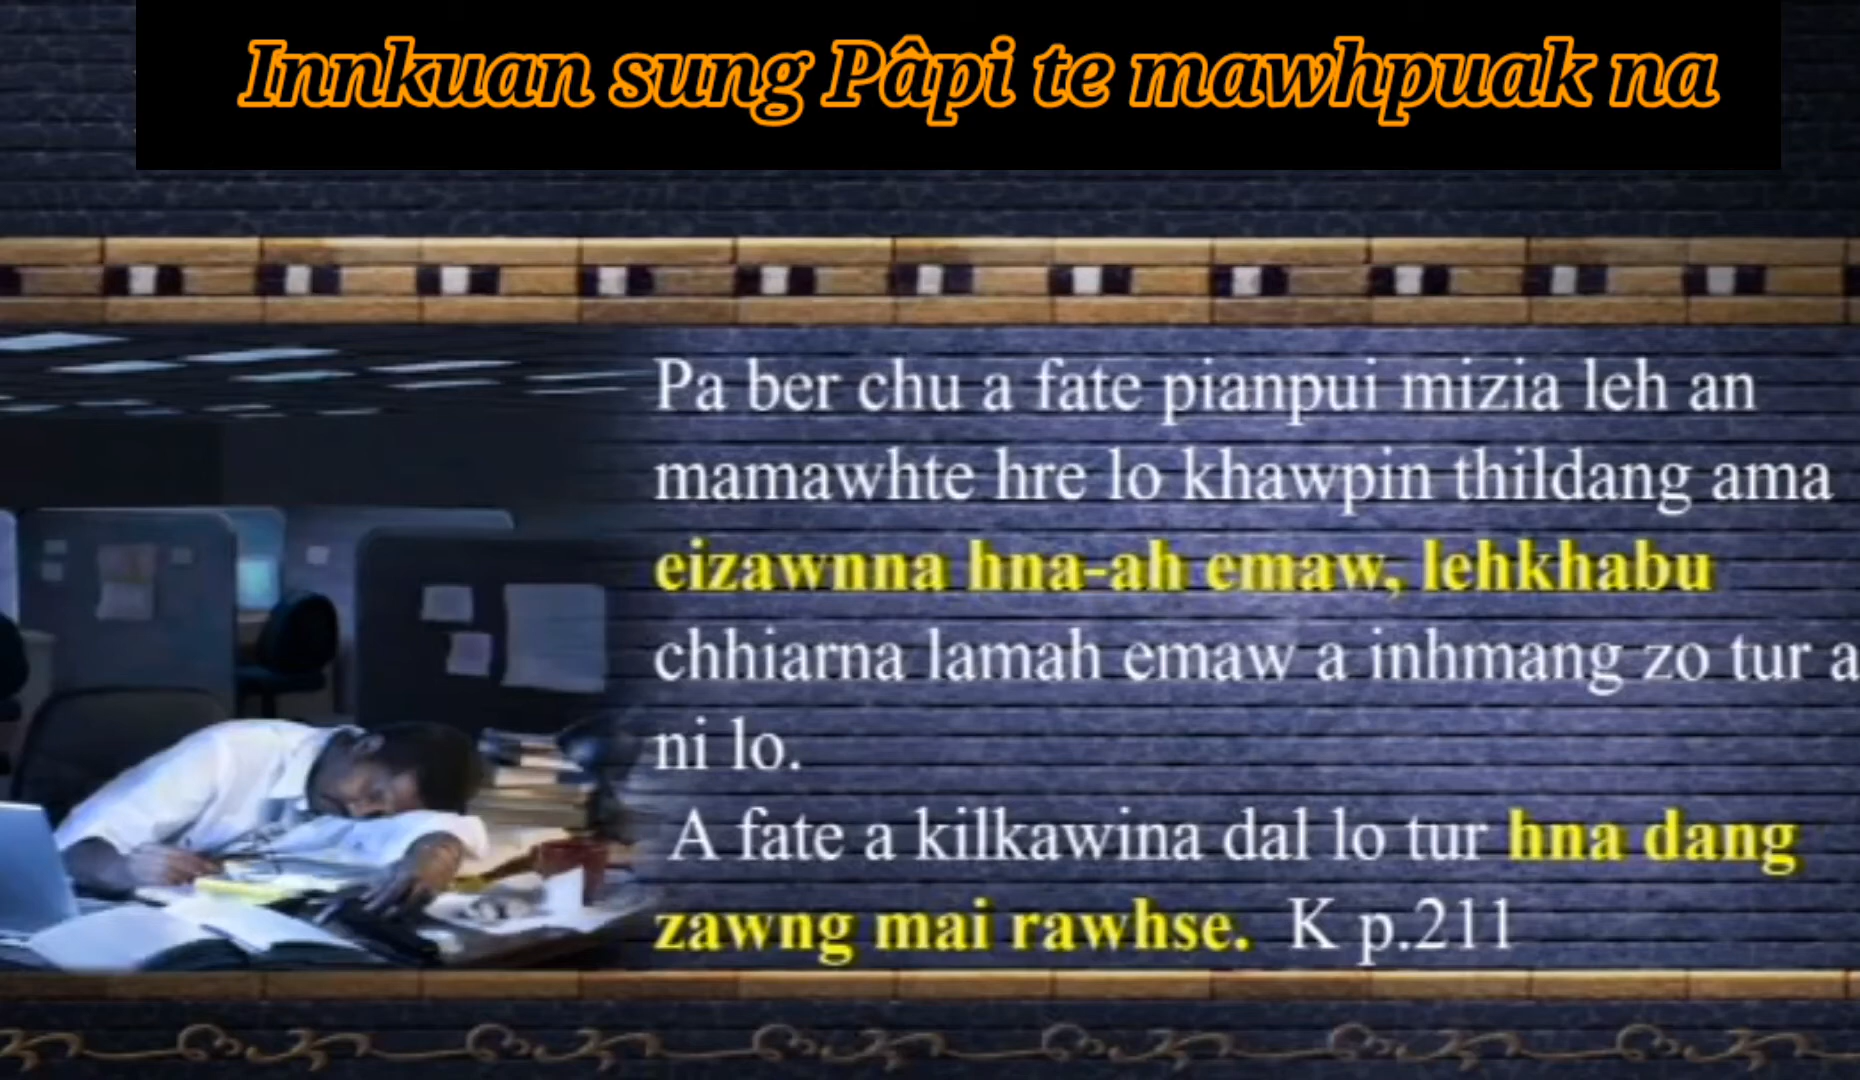 Innkuan sung Pâpi te mawhpuak na
Pa ber chu a fate pianpui mizia leh an
mamawhte hre lo khawpin thildang ama
eizawnna hna-ah emaw, lehkhabu
chhiarna lamah emaw a inhmang zo tur a
ni lo.
A fate a kilkawina dal lo tur hna dang
zawng mai rawhse. K p.211